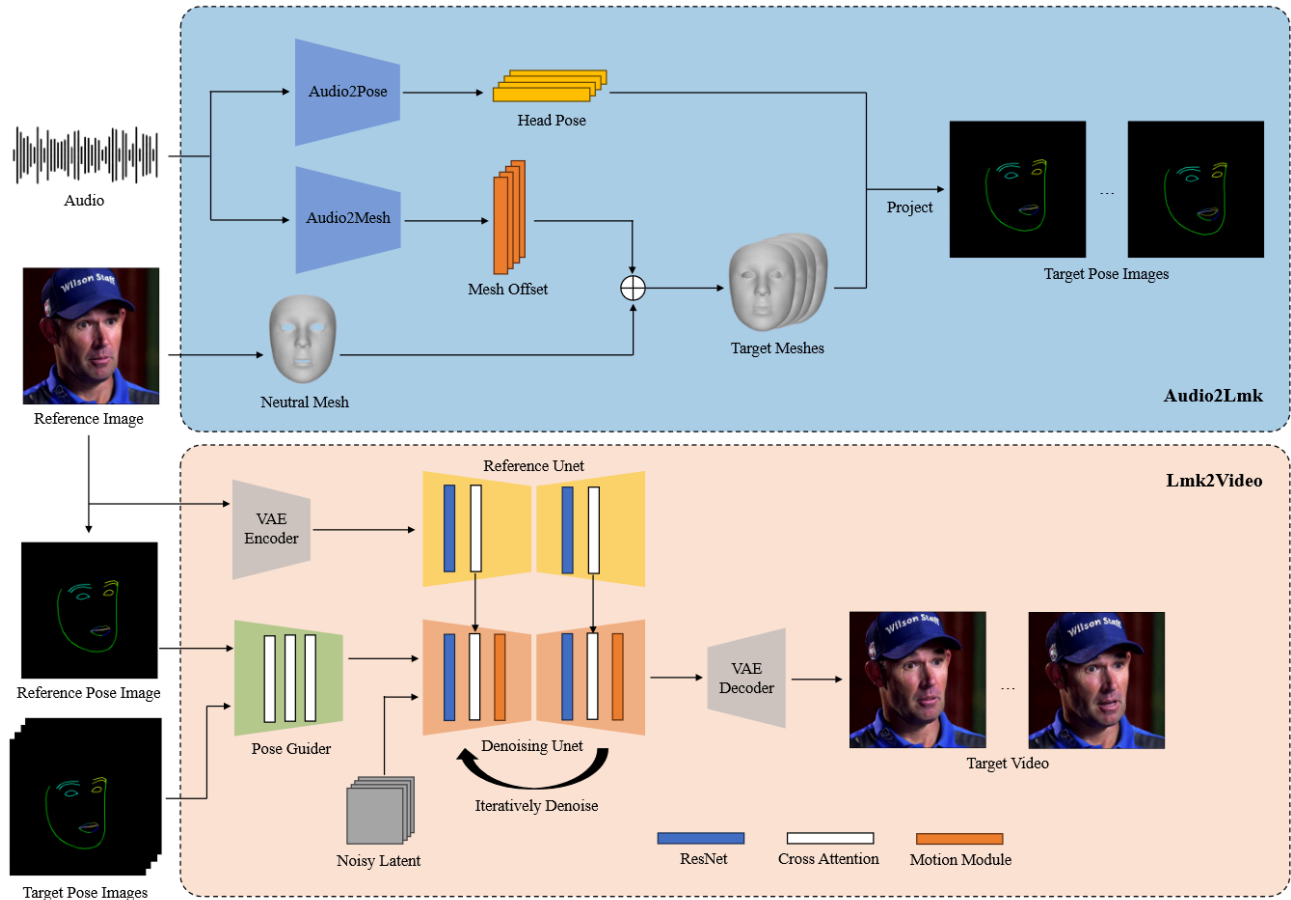 Audio2Pose
Head Pose
Audio
Audio2Mesh
Mesh Offset
Project
Target Pose Images
...
Wilson Staff
Reference Image
Neutral Mesh
Target Meshes
Audio2Lmk
Reference Unet
Lmk2Video
VAE
Encoder
Reference Pose Image
Pose Guider
Denoising Unet
VAE
Decoder
Wilson Staff
...
Wilson Staff
Target Video
Iteratively Denoise
Noisy Latent
ResNet
Cross Attention
Motion Module
Target Pose Images